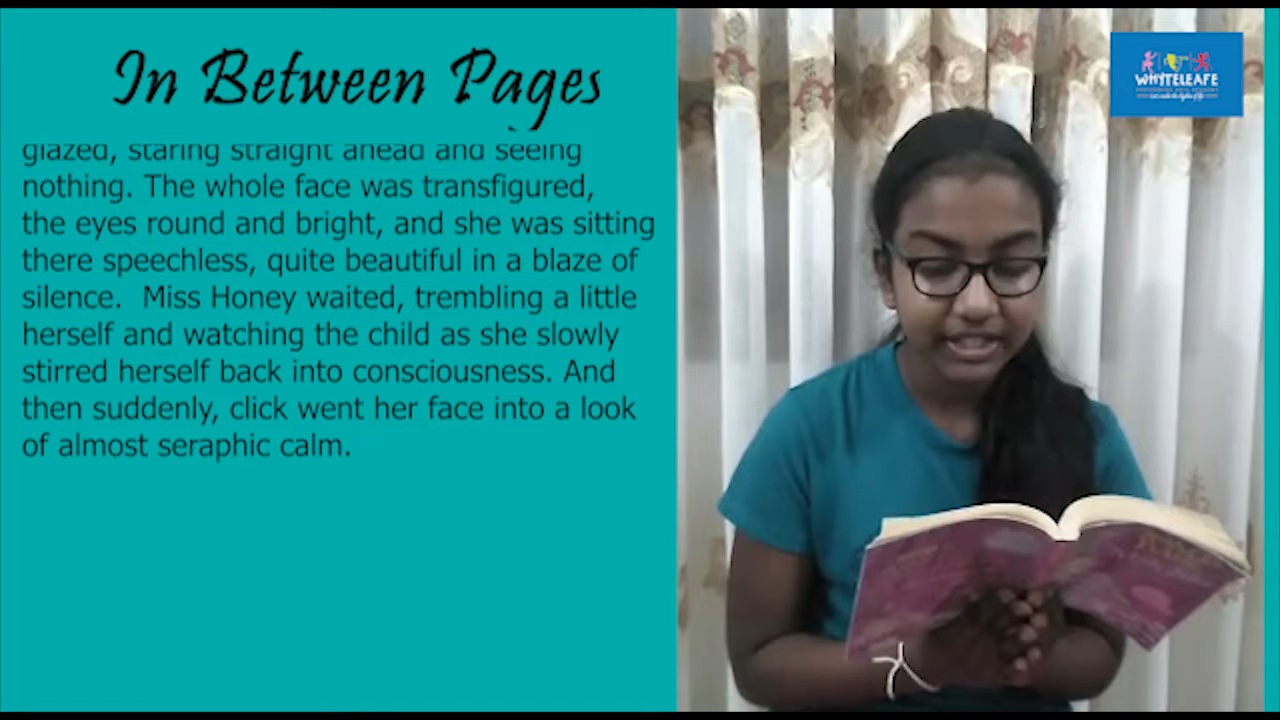 In Between Pages
WHYTELEAFE
glazed, staring straight ahead and seeing
nothing. The whole face was transfigured,
the eyes round and bright, and she was sitting
there speechless, quite beautiful in a blaze of
silence.  Miss Honey waited, trembling a little
herself and watching the child as she slowly
stirred herself back into consciousness. And
then suddenly, click went her face into a look
of almost seraphic calm.